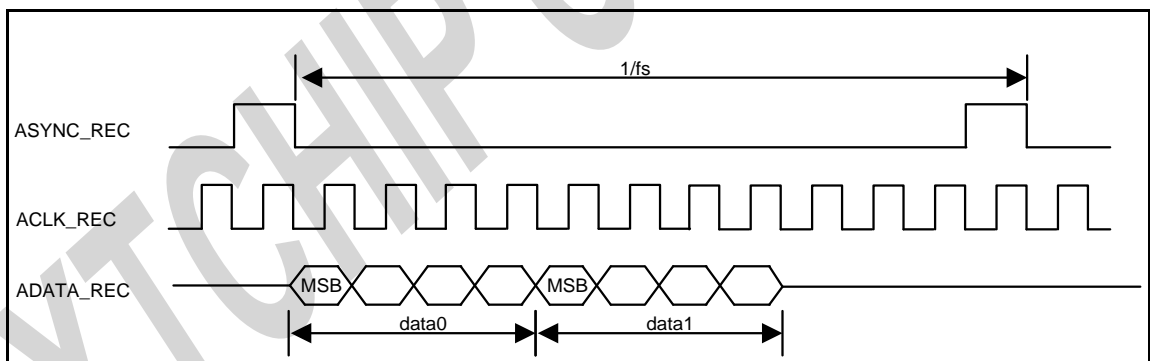 1/fs
ASYNC_REC
ACLK_REC
ADATA_REC
MSB
MSB
data0
data1